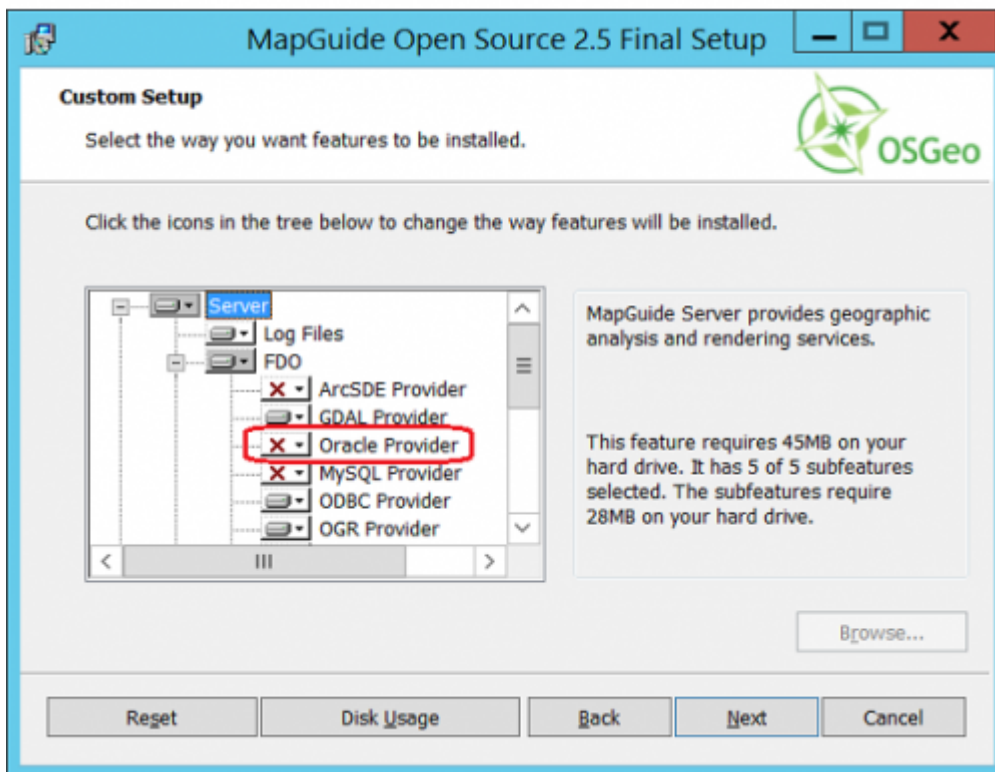 MapGuide Open Source 2.5 Final Setup
Custom Setup
Select the way you want features to be installed.
OSGeo
Click the icons in the tree below to change the way features will be installed.
Server
Log Files
FDO
ArcSDE Provider
GDAL Provider
Oracle Provider
MySQL Provider
ODBC Provider
OGR Provider
MapGuide Server provides geographic
analysis and rendering services.
This feature requires 45MB on your
hard drive. It has 5 of 5 subfeatures
selected. The subfeatures require
28MB on your hard drive.
Browse...
Reset Disk Usage Back Next Cancel